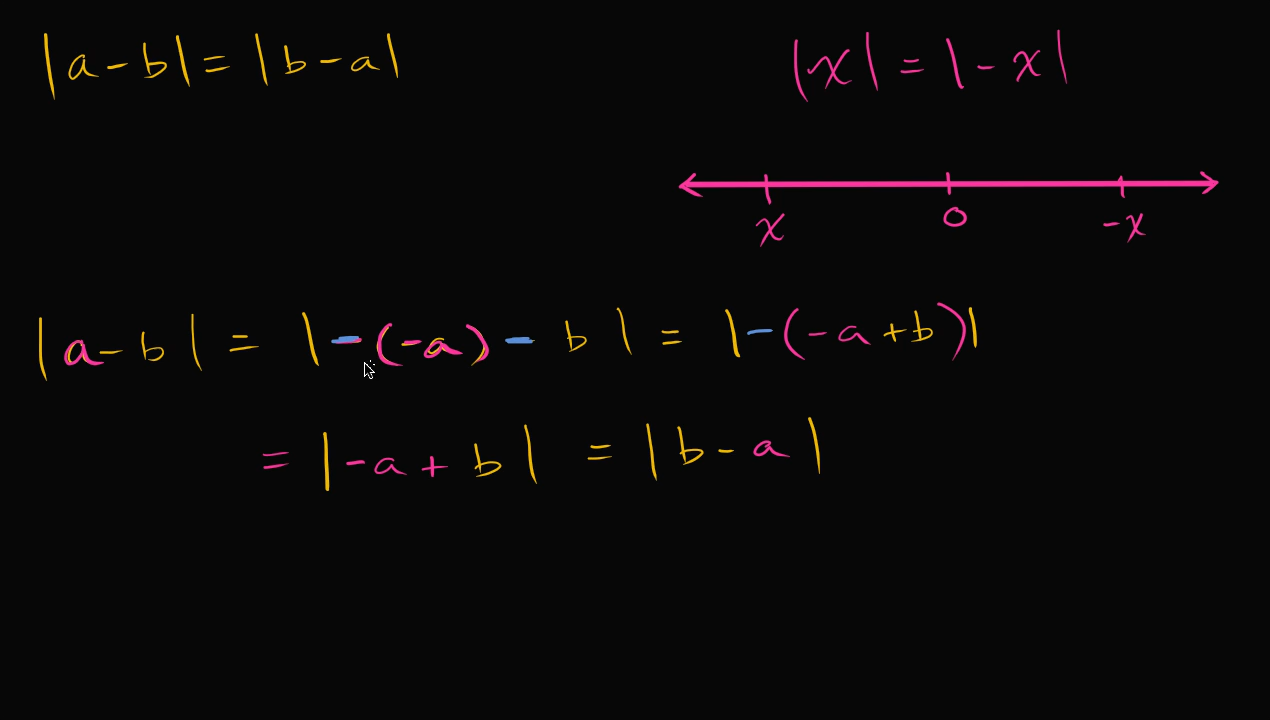 |a - b| = |b - a|
|x| = |- x|
x 0 -x
|a - b| = |-(-a) - b| = |-(-a + b)|
= |-a + b| = |b - a|